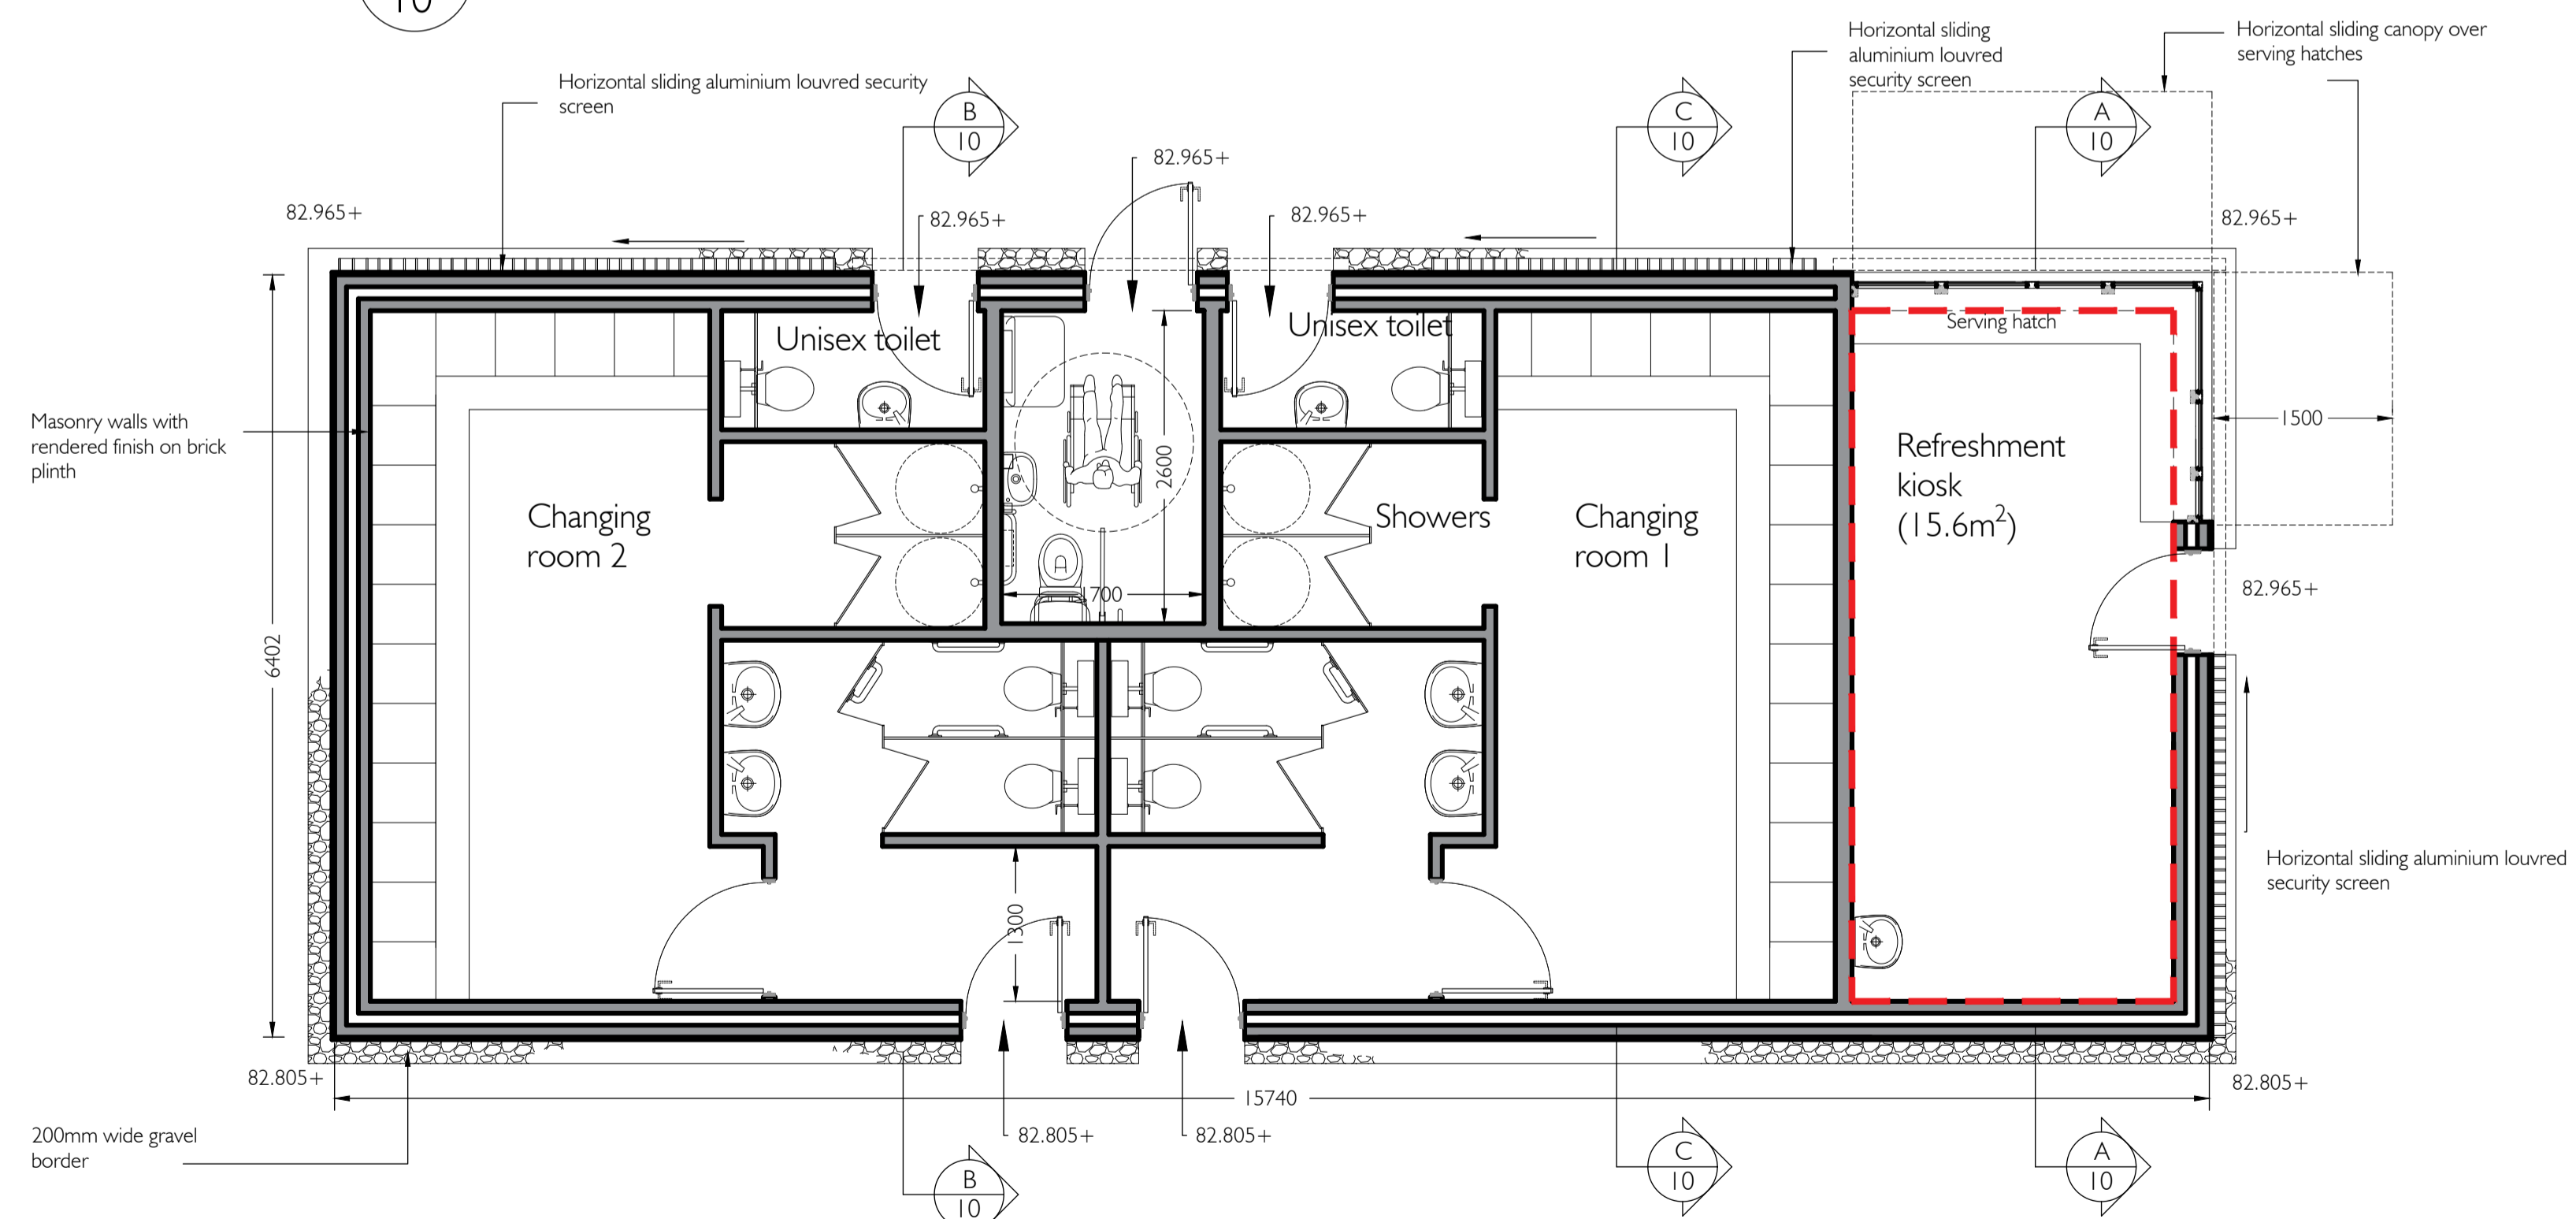 10
Horizontal sliding
aluminium louvred
security screen
Horizontal sliding canopy over
serving hatches
Horizontal sliding aluminium louvred security
screen
B
10
C
10
A
10
82.965+
82.965+
82.965+
82.965+
82.965+
Unisex toilet
Unisex toilet
Serving hatch
Masonry walls with
rendered finish on brick
plinth
1500
Refreshment
kiosk
(15.6m²)
2600
Changing
room 2
Showers
Changing
room 1
1700
82.965+
6402
Horizontal sliding aluminium louvred
security screen
1300
82.805+
82.805+
15740
200mm wide gravel
border
82.805+
82.805+
B
10
C
10
A
10